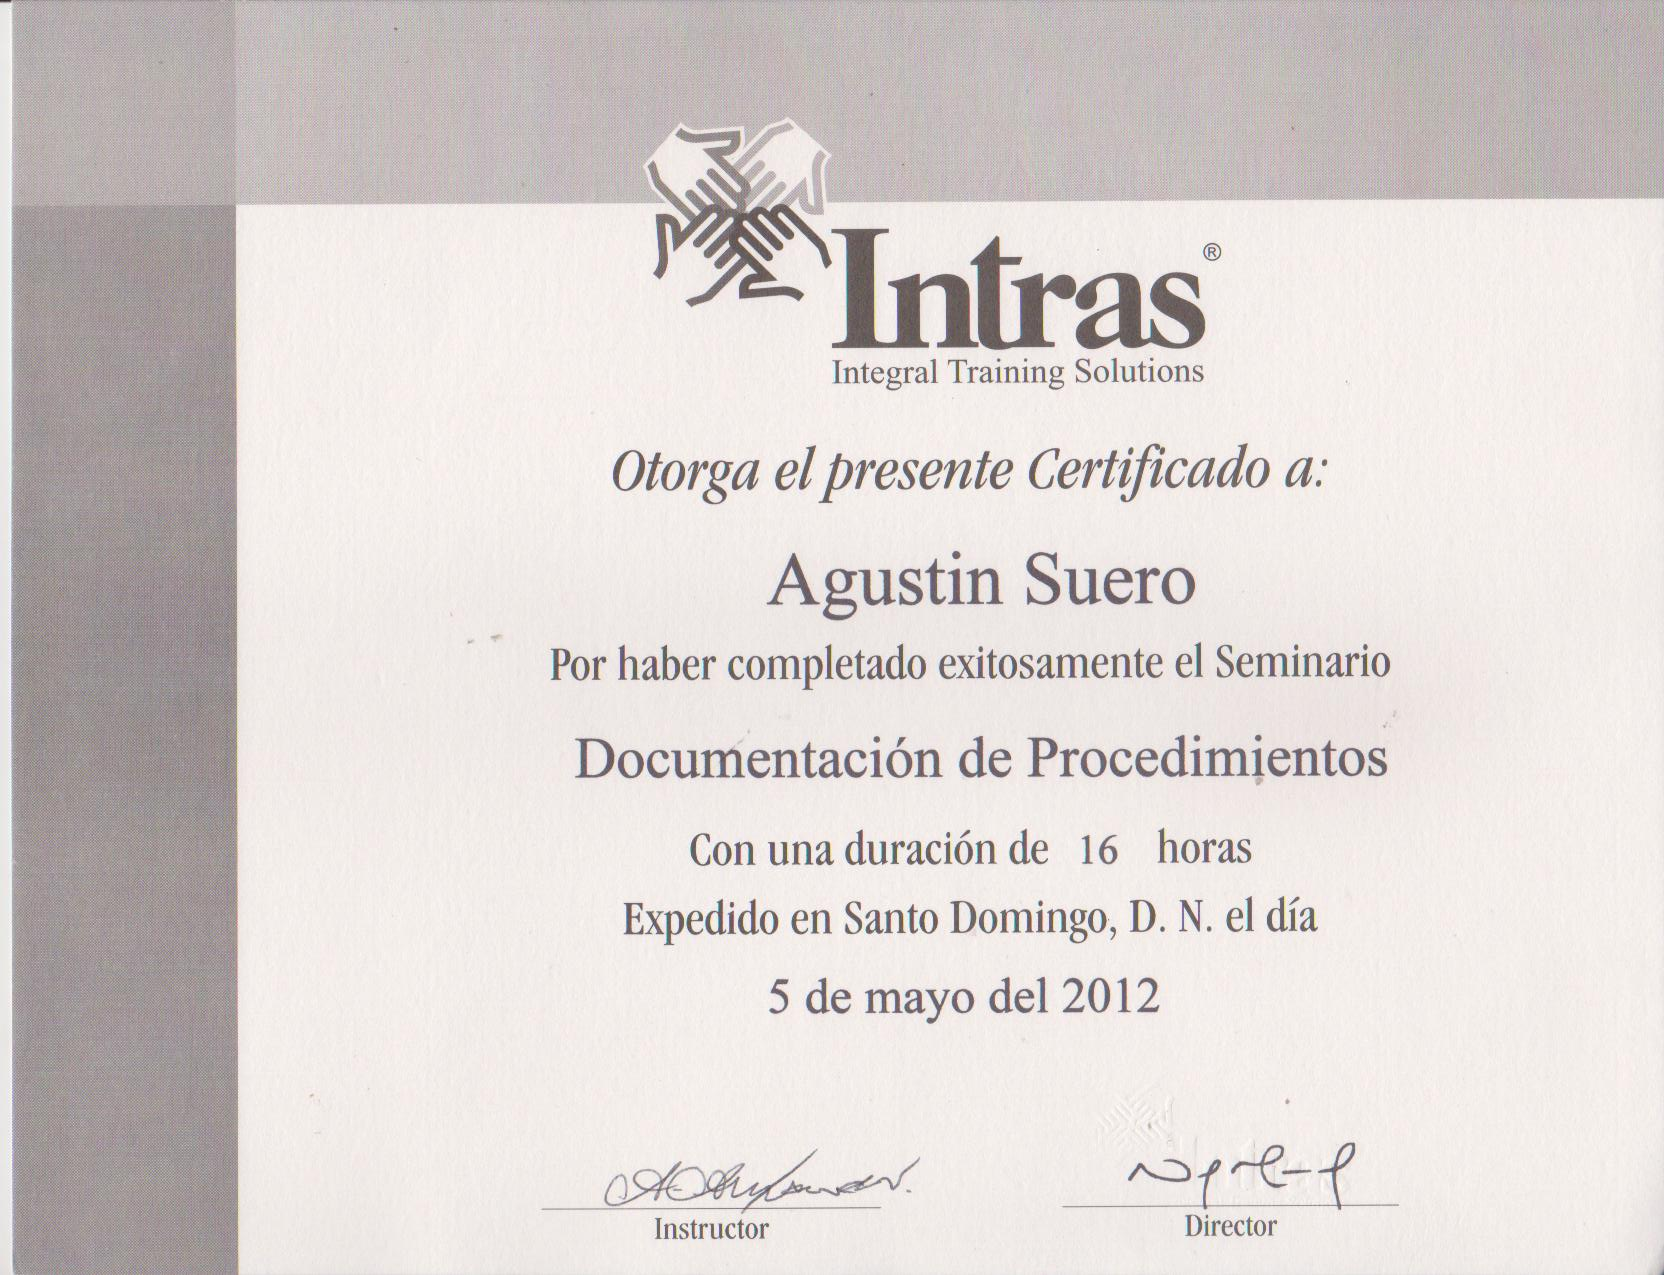 Intras®
Integral Training Solutions
Otorga el presente Certificado a:
Agustin Suero
Por haber completado exitosamente el Seminario
Documentación de Procedimientos
Con una duración de 16 horas
Expedido en Santo Domingo, D. N. el día
5 de mayo del 2012
Instructor
Director